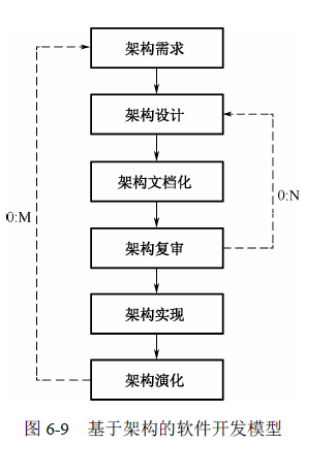 架构需求
架构设计
架构文档化
0:M
0:N
架构复审
架构实现
架构演化
图 6-9 基于架构的软件开发模型